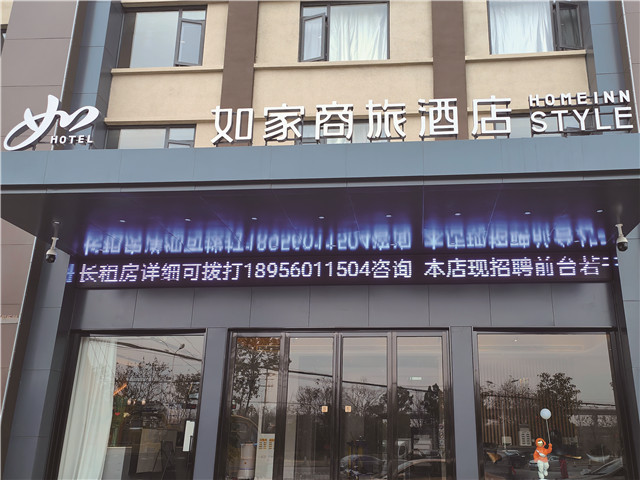 如
HOTEL
如家商旅酒店
HOMEINN
STYLE
长租房详细可拨打18956011504咨询 本店现招聘前台若干